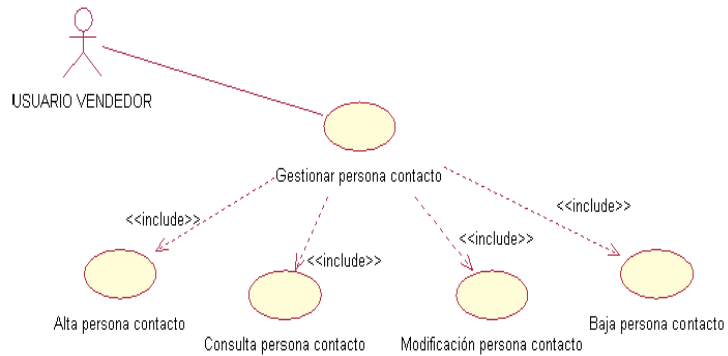 USUARIO VENDEDOR
Gestionar persona contacto
<<include>>
<<include>>
<<include>>
<<include>>
Alta persona contacto
Consulta persona contacto
Modificación persona contacto
Baja persona contacto